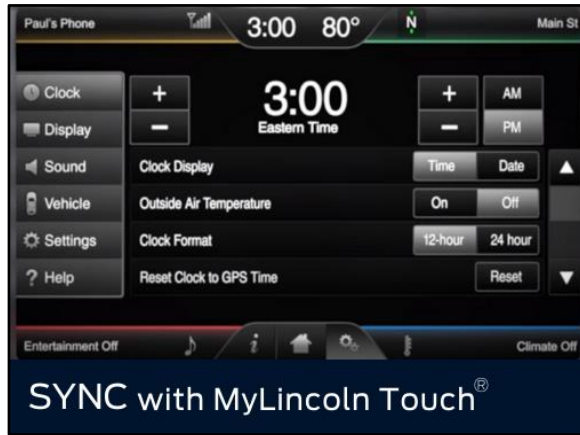 Paul's Phone 3:00 80° N Main St
Clock + 3:00 + AM
Display − Eastern Time − PM
Sound Clock Display Time Date
Vehicle Outside Air Temperature On Off
Settings Clock Format 12-hour 24 hour
? Help Reset Clock to GPS Time Reset
Entertainment Off i Climate Off
SYNC with MyLincoln Touch®